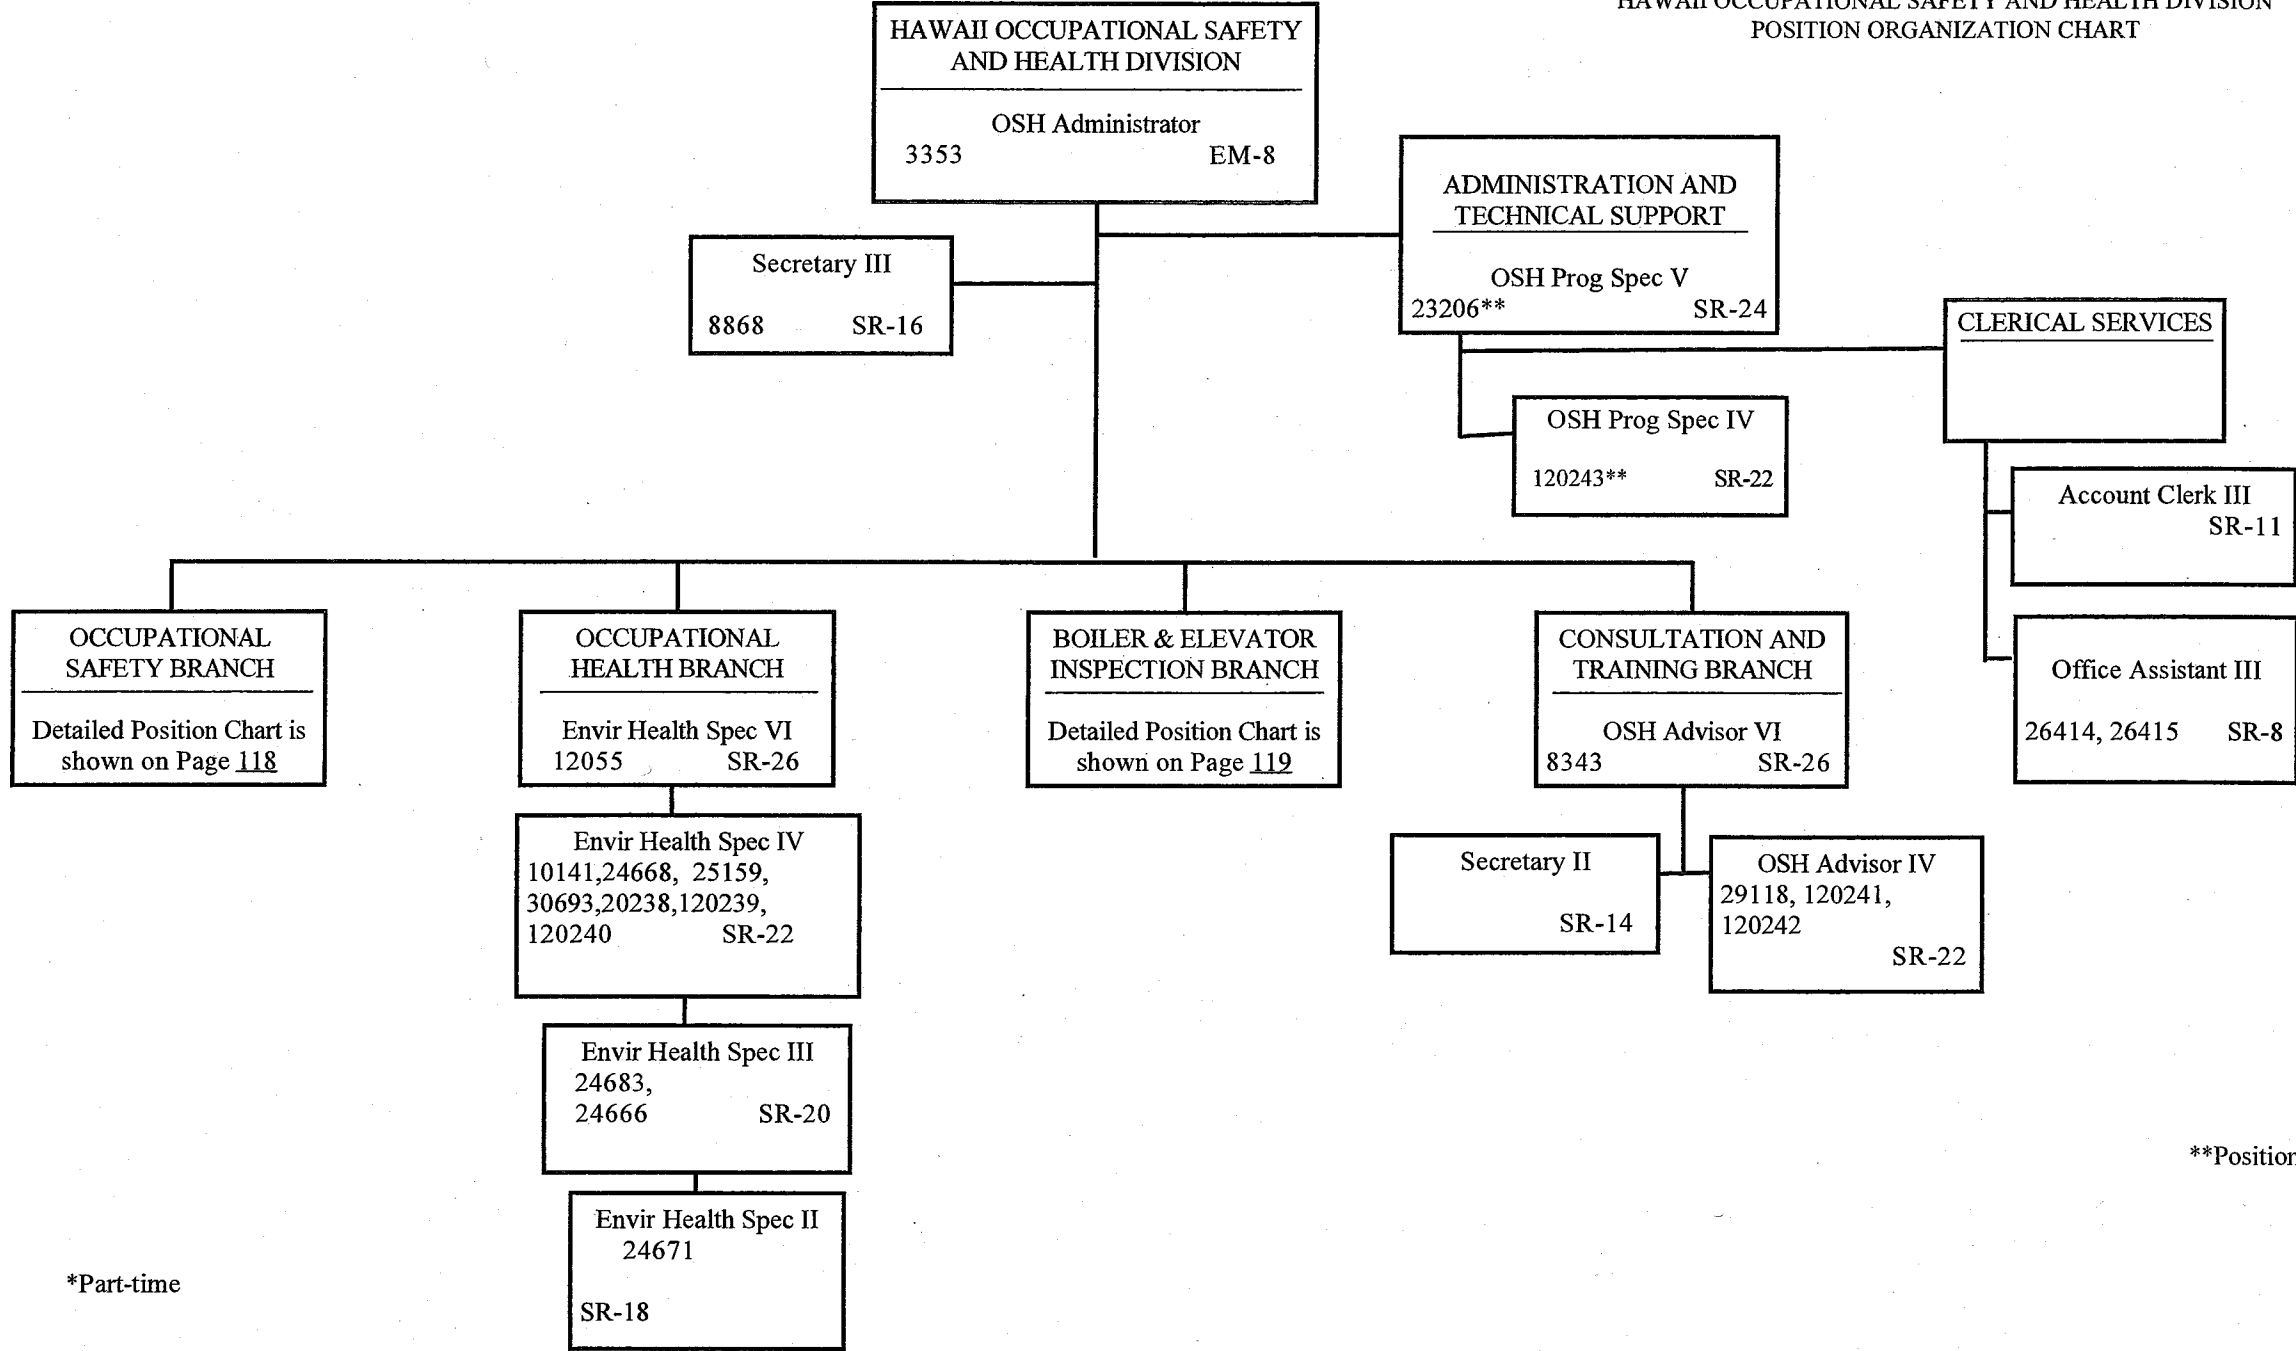 HAWAII OCCUPATIONAL SAFETY AND HEALTH DIVISION
POSITION ORGANIZATION CHART
HAWAII OCCUPATIONAL SAFETY
AND HEALTH DIVISION
OSH Administrator
3353 EM-8
ADMINISTRATION AND
TECHNICAL SUPPORT
OSH Prog Spec V
23206** SR-24
Secretary III
8868 SR-16
CLERICAL SERVICES
OSH Prog Spec IV
120243** SR-22
Account Clerk III
SR-11
Office Assistant III
26414, 26415 SR-8
OCCUPATIONAL
SAFETY BRANCH
Detailed Position Chart is
shown on Page 118
OCCUPATIONAL
HEALTH BRANCH
Envir Health Spec VI
12055 SR-26
BOILER & ELEVATOR
INSPECTION BRANCH
Detailed Position Chart is
shown on Page 119
CONSULTATION AND
TRAINING BRANCH
OSH Advisor VI
8343 SR-26
Envir Health Spec IV
10141,24668, 25159,
30693,20238,120239,
120240 SR-22
Secretary II
SR-14
OSH Advisor IV
29118, 120241,
120242
SR-22
Envir Health Spec III
24683,
24666 SR-20
Envir Health Spec II
24671
SR-18
*Part-time
**Position